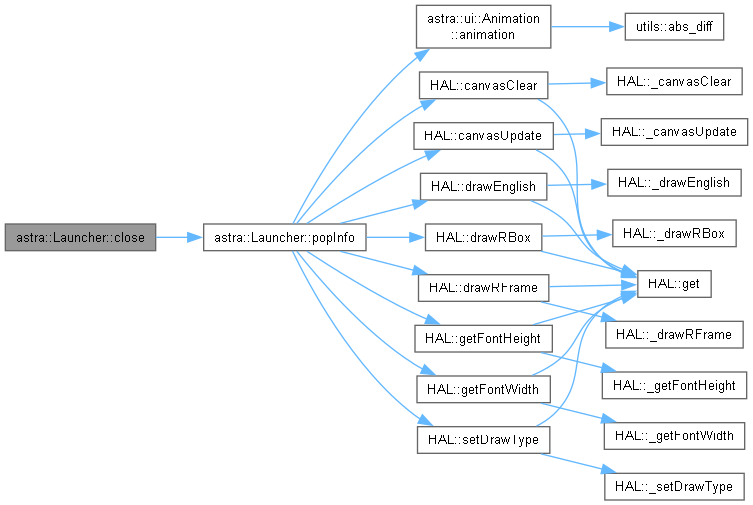 astra::Launcher::close
astra::Launcher::popInfo
astra::ui::Animation
::animation
utils::abs_diff
HAL::canvasClear
HAL::_canvasClear
HAL::canvasUpdate
HAL::_canvasUpdate
HAL::drawEnglish
HAL::_drawEnglish
HAL::drawRBox
HAL::_drawRBox
HAL::get
HAL::drawRFrame
HAL::_drawRFrame
HAL::getFontHeight
HAL::_getFontHeight
HAL::getFontWidth
HAL::_getFontWidth
HAL::setDrawType
HAL::_setDrawType